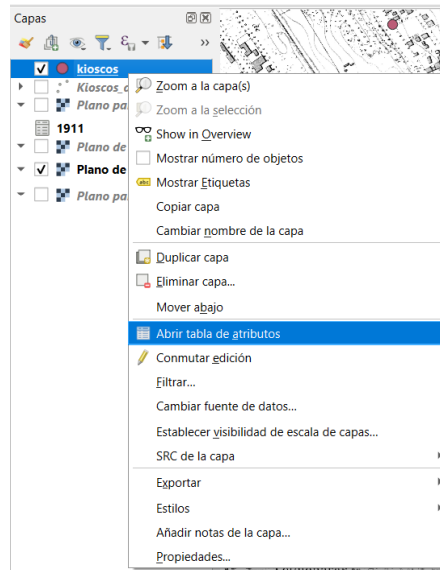 Capas
kioscos
Kioscos_
Plano pa
1911
Plano de
Plano de
Plano pa
Zoom a la capa(s)
Zoom a la selección
Show in Overview
Mostrar número de objetos
Mostrar Etiquetas
Copiar capa
Cambiar nombre de la capa
Duplicar capa
Eliminar capa...
Mover abajo
Abrir tabla de atributos
Conmutar edición
Filtrar...
Cambiar fuente de datos...
Establecer visibilidad de escala de capas...
SRC de la capa
Exportar
Estilos
Añadir notas de la capa...
Propiedades...